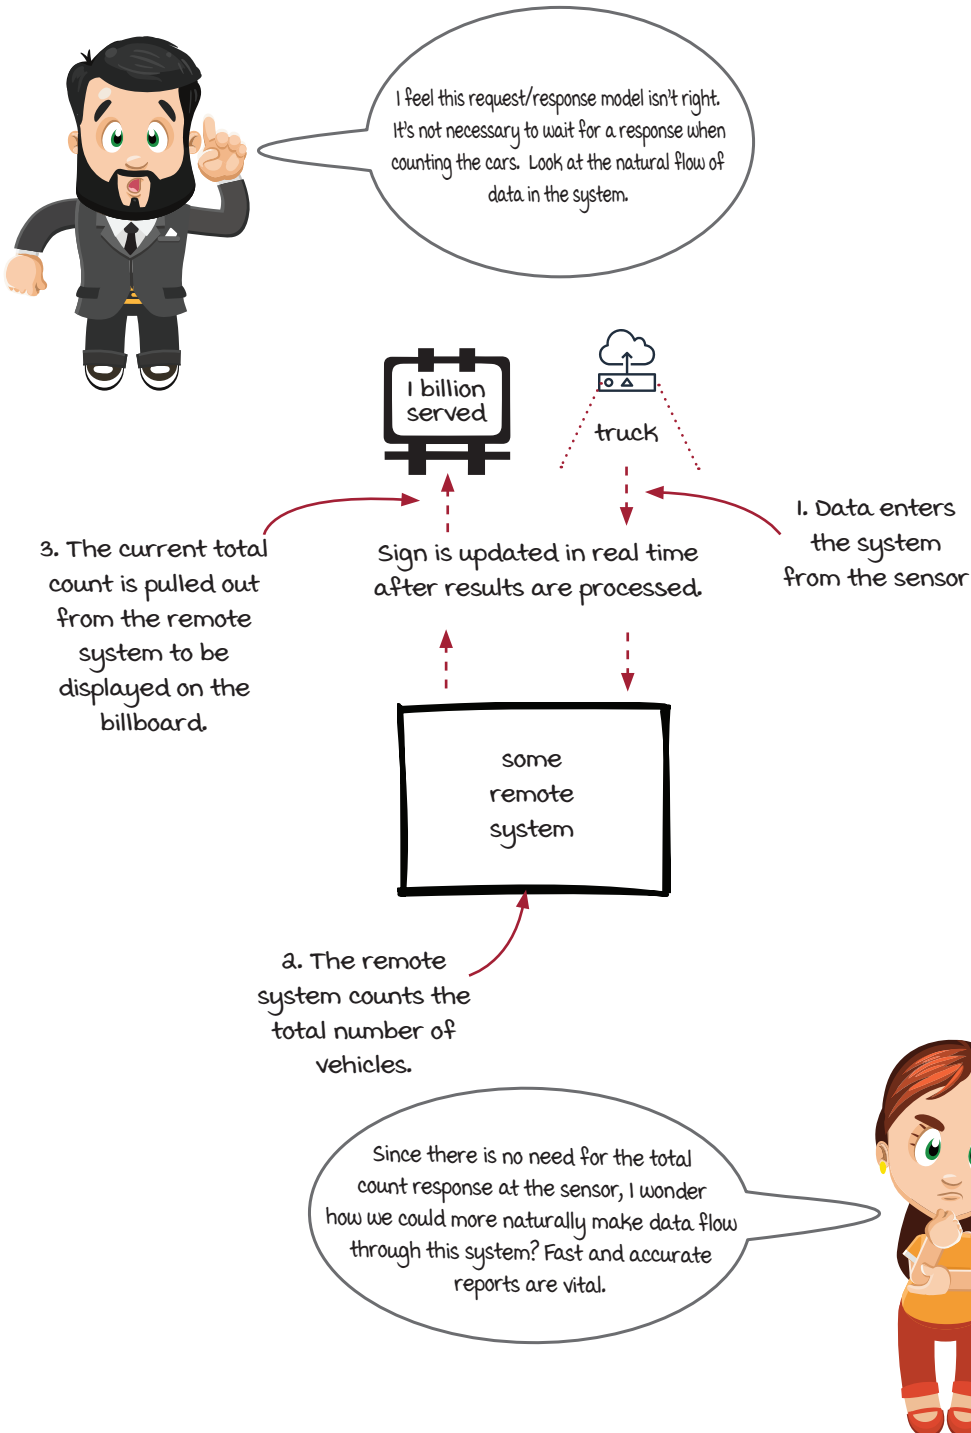 I feel this request/response model isn't right.
It's not necessary to wait for a response when
counting the cars. Look at the natural flow of
data in the system.
1 billion
served
truck
1. Data enters
the system
from the sensor
3. The current total
count is pulled out
from the remote
system to be
displayed on the
billboard.
Sign is updated in real time
after results are processed.
some
remote
system
2. The remote
system counts the
total number of
vehicles.
Since there is no need for the total
count response at the sensor, I wonder
how we could more naturally make data flow
through this system? Fast and accurate
reports are vital.